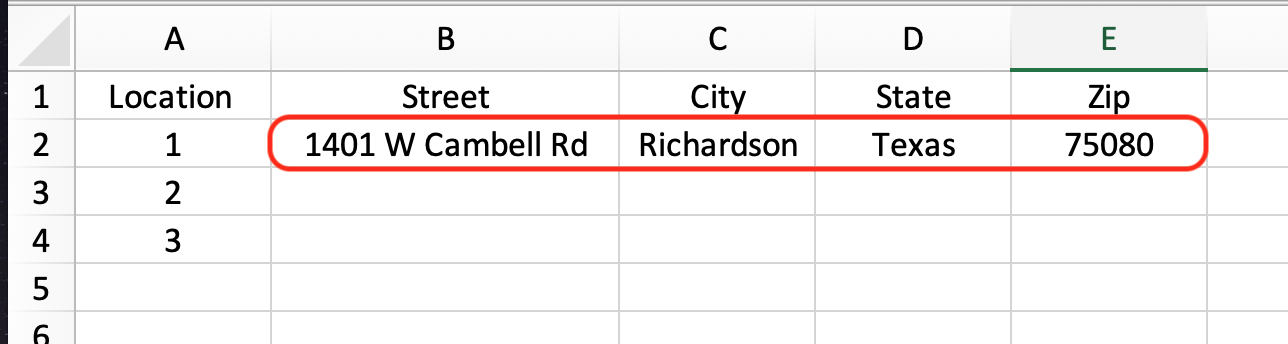 A B C D E
1 Location Street City State Zip
2 1 1401 W Cambell Rd Richardson Texas 75080
3 2
4 3
5
6